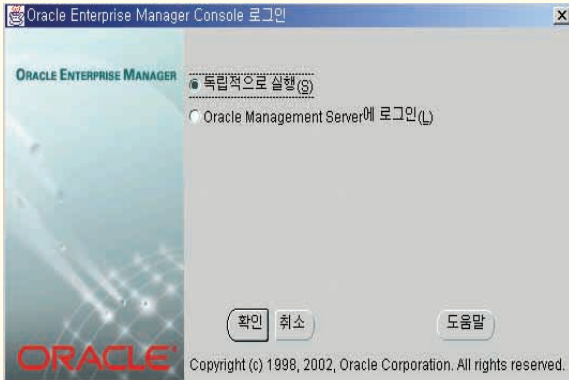 Oracle Enterprise Manager Console 로그인
ORACLE ENTERPRISE MANAGER
독립적으로 실행(S)
Oracle Management Server에 로그인(L)
확인 취소 도움말
ORACLE®
Copyright (c) 1998, 2002, Oracle Corporation. All rights reserved.